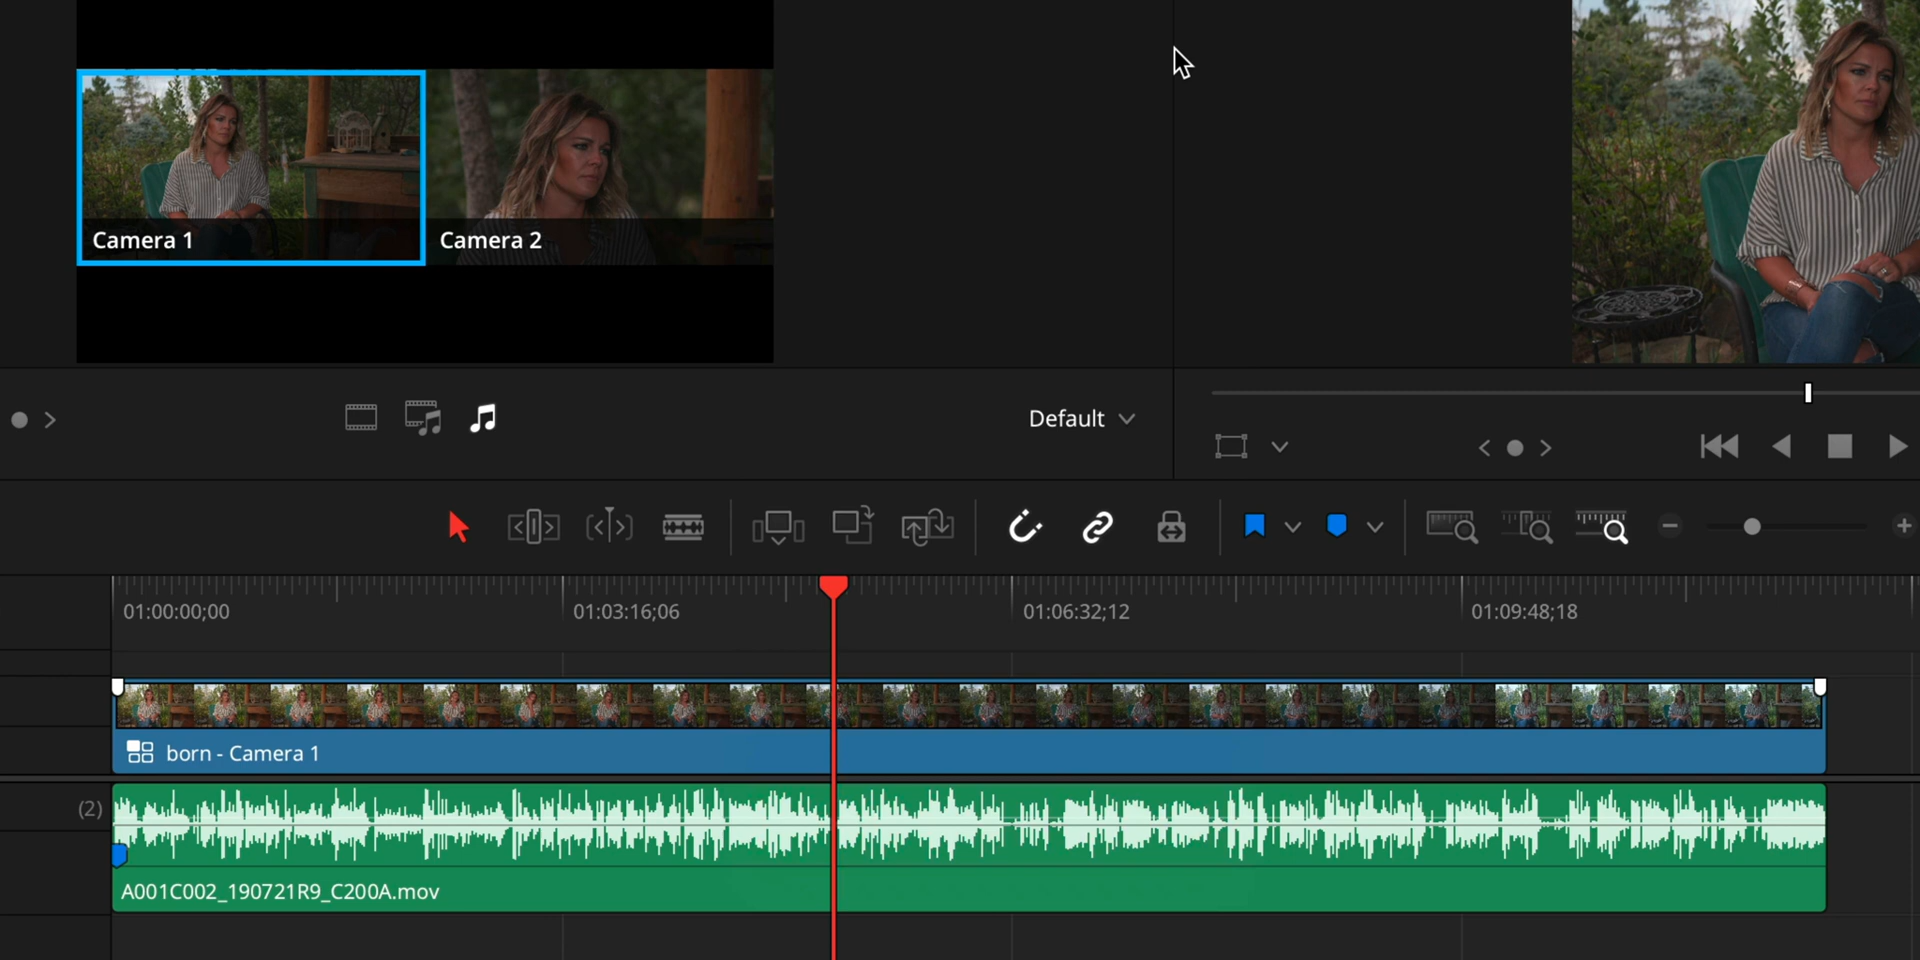 Camera 1
Camera 2
Default
01:00:00;00
01:03:16;06
01:06:32;12
01:09:48;18
born - Camera 1
(2)
A001C002_190721R9_C200A.mov